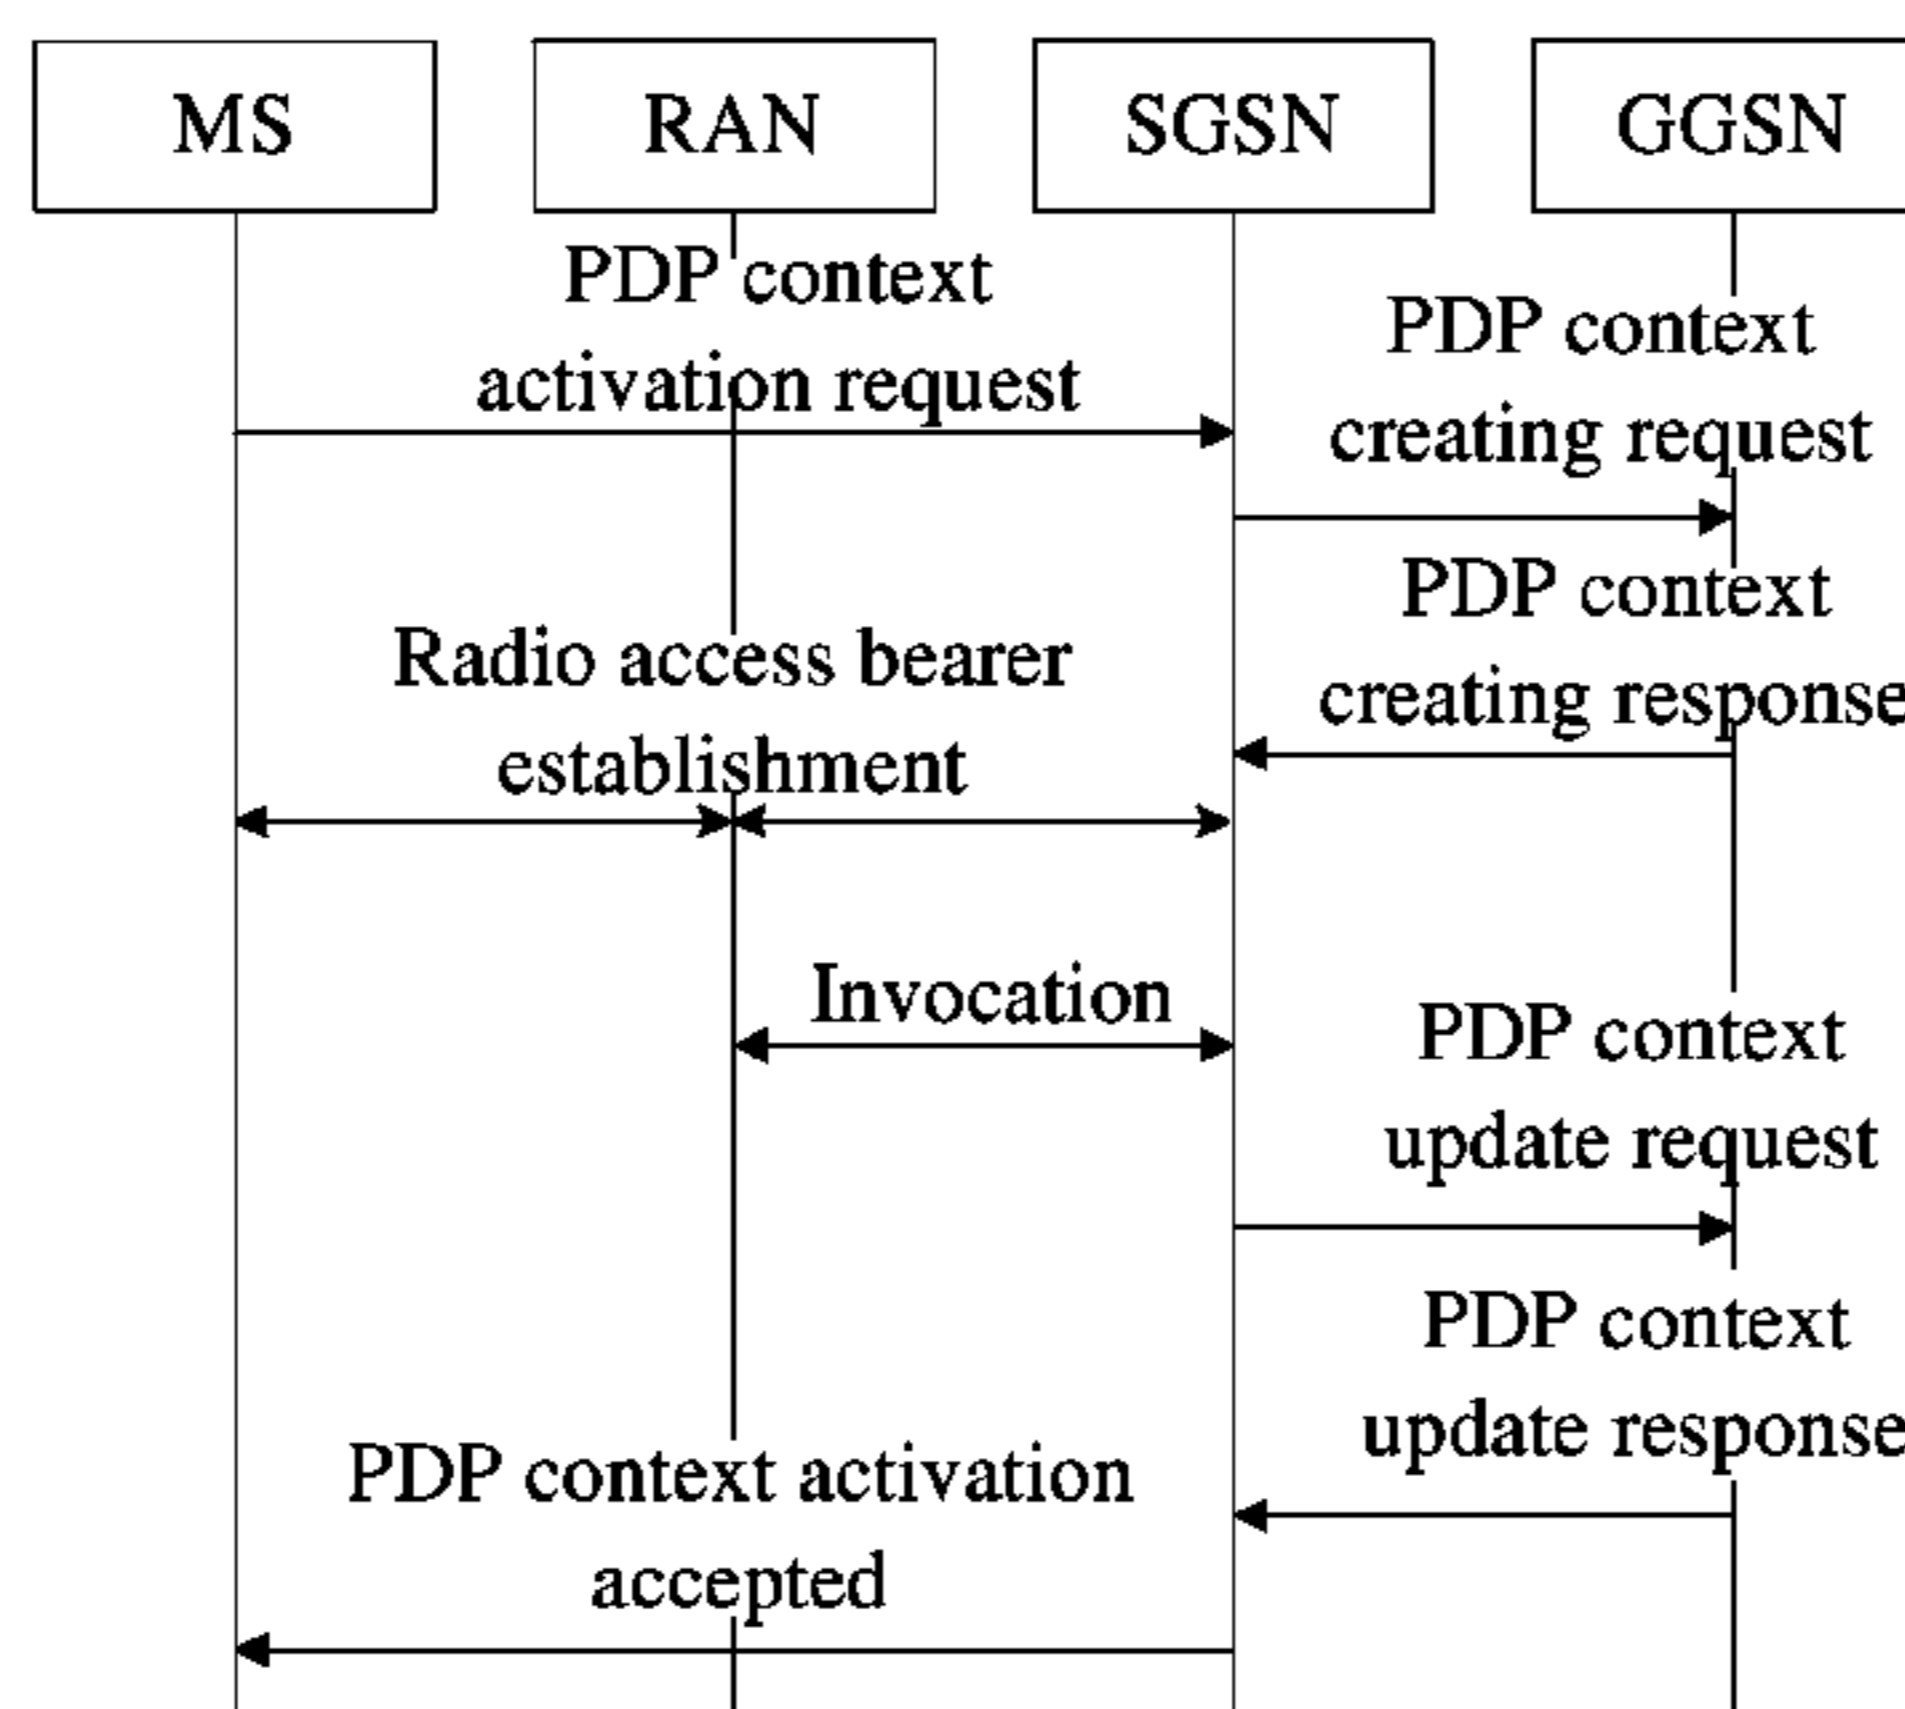 MS
RAN
SGSN
GGSN
PDP context
activation request
PDP context
creating request
PDP context
creating response
Radio access bearer
establishment
Invocation
PDP context
update request
PDP context
update response
PDP context activation
accepted